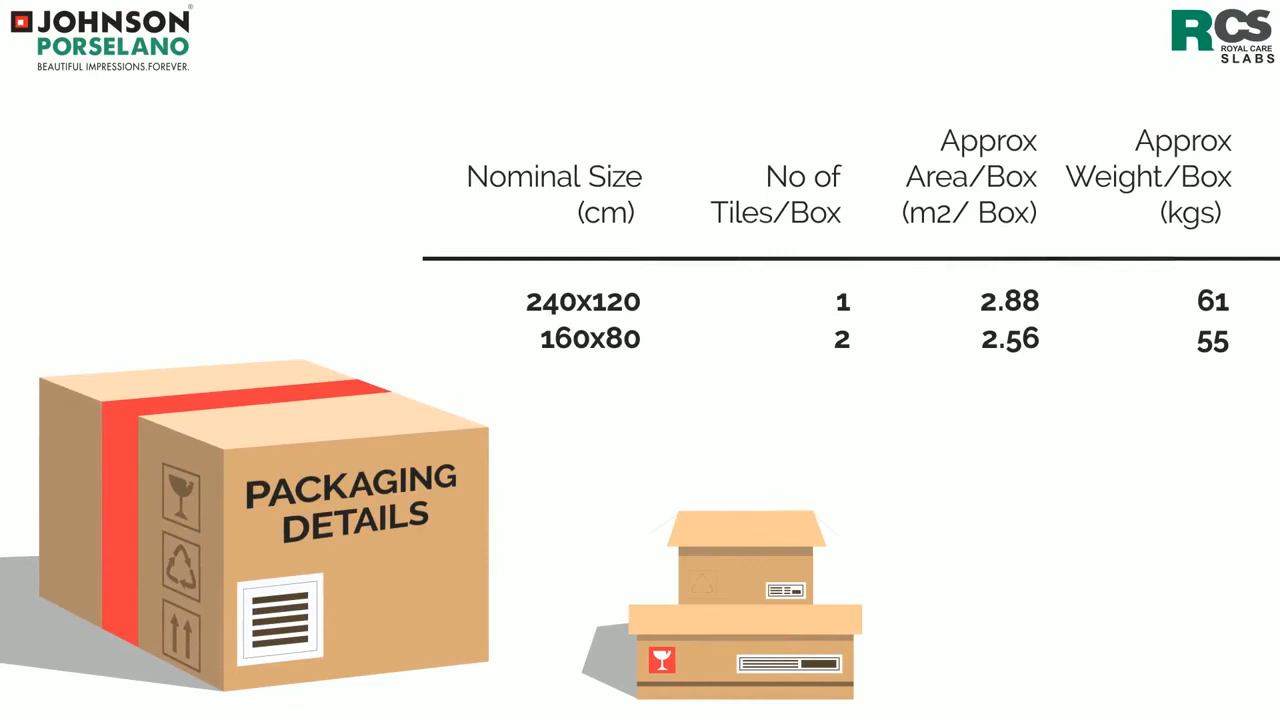 JOHNSON®
PORSELANO
BEAUTIFUL IMPRESSIONS.FOREVER.
RCS
ROYAL CARE
SLABS
Nominal Size (cm)
No of Tiles/Box
Approx Area/Box (m2/ Box)
Approx Weight/Box (kgs)
240x120 1 2.88 61
160x80 2 2.56 55
PACKAGING
DETAILS